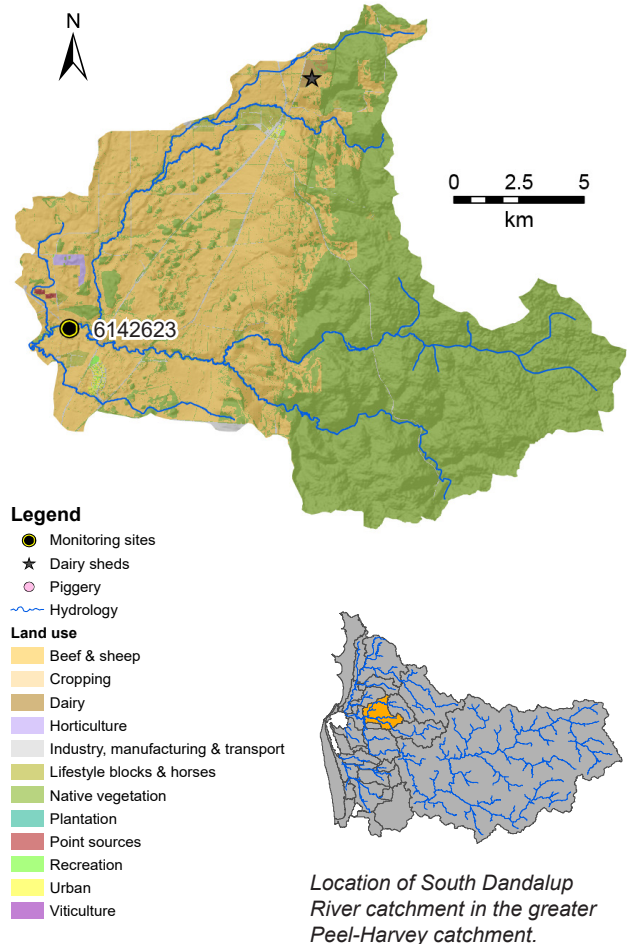 N
0 2.5 5
km
6142623
Legend
Monitoring sites
Dairy sheds
Piggery
Hydrology
Land use
Beef & sheep
Cropping
Dairy
Horticulture
Industry, manufacturing & transport
Lifestyle blocks & horses
Native vegetation
Plantation
Point sources
Recreation
Urban
Viticulture
Location of South Dandalup
River catchment in the greater
Peel-Harvey catchment.